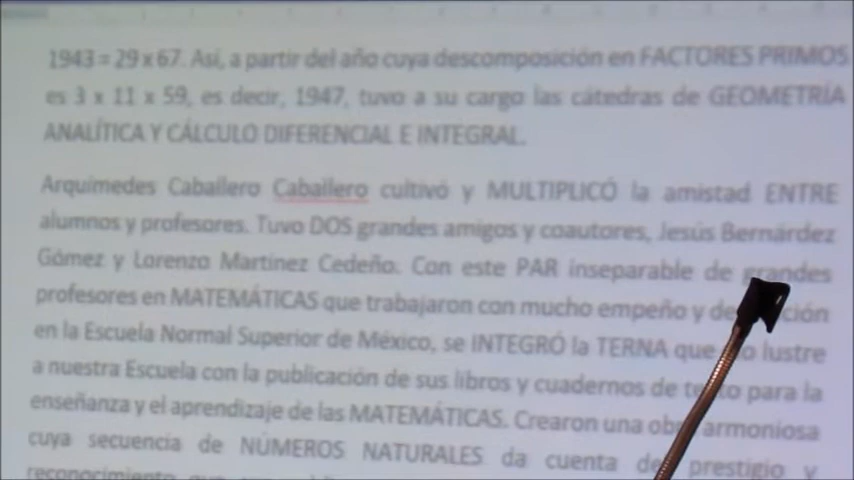 1943 = 29 x 67. Así, a partir del año cuya descomposición en FACTORES PRIMOS
es 3 x 11 x 59, es decir, 1947, tuvo a su cargo las cátedras de GEOMETRÍA
ANALÍTICA Y CÁLCULO DIFERENCIAL E INTEGRAL.
Arquímedes Caballero Caballero cultivó y MULTIPLICÓ la amistad ENTRE
alumnos y profesores. Tuvo DOS grandes amigos y coautores, Jesús Bernárdez
Gómez y Lorenzo Martínez Cedeño. Con este PAR inseparable de grandes
profesores en MATEMÁTICAS que trabajaron con mucho empeño y
en la Escuela Normal Superior de México, se INTEGRÓ la TERNA que lustre
a nuestra Escuela con la publicación de sus libros y cuadernos de para la
enseñanza y el aprendizaje de las MATEMÁTICAS. Crearon una armoniosa
cuya secuencia de NÚMEROS NATURALES da cuenta prestigio y
reconocimiento